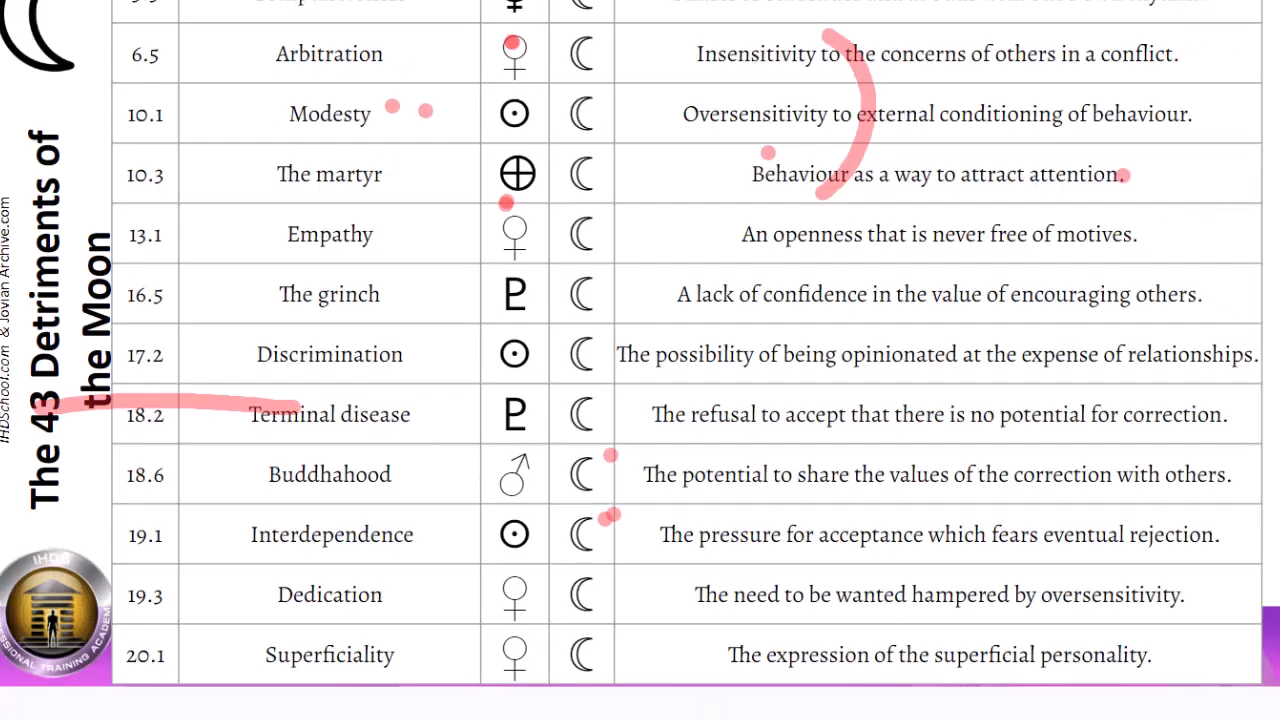 6.5 Arbitration ♀ ☾ Insensitivity to the concerns of others in a conflict.
10.1 Modesty ☉ ☾ Oversensitivity to external conditioning of behaviour.
10.3 The martyr ⊕ ☾ Behaviour as a way to attract attention.
13.1 Empathy ♀ ☾ An openness that is never free of motives.
16.5 The grinch ♇ ☾ A lack of confidence in the value of encouraging others.
17.2 Discrimination ☉ ☾ The possibility of being opinionated at the expense of relationships.
18.2 Terminal disease ♇ ☾ The refusal to accept that there is no potential for correction.
18.6 Buddhahood ♂ ☾ The potential to share the values of the correction with others.
19.1 Interdependence ☉ ☾ The pressure for acceptance which fears eventual rejection.
19.3 Dedication ♀ ☾ The need to be wanted hampered by oversensitivity.
20.1 Superficiality ♀ ☾ The expression of the superficial personality.
The 43 Detriments of
the Moon
IHDSchool.com & Jovian Archive.com
IHDS
TRAINING